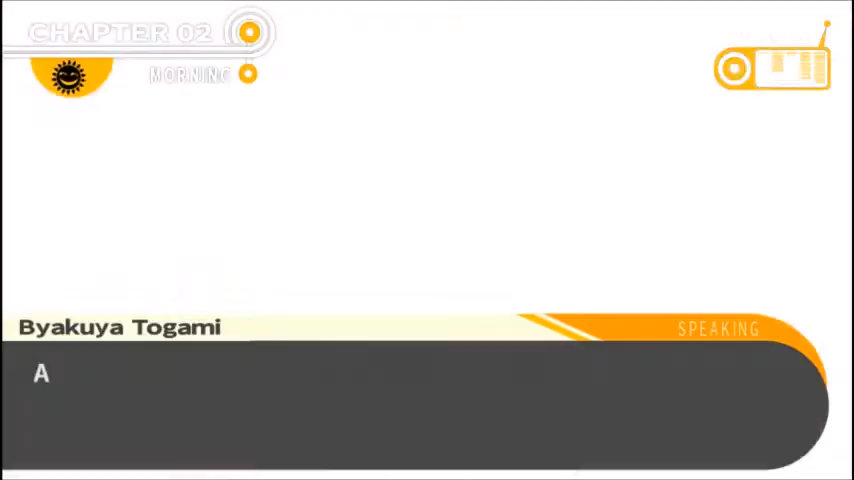 CHAPTER 02
MORNING
Byakuya Togami
SPEAKING
A